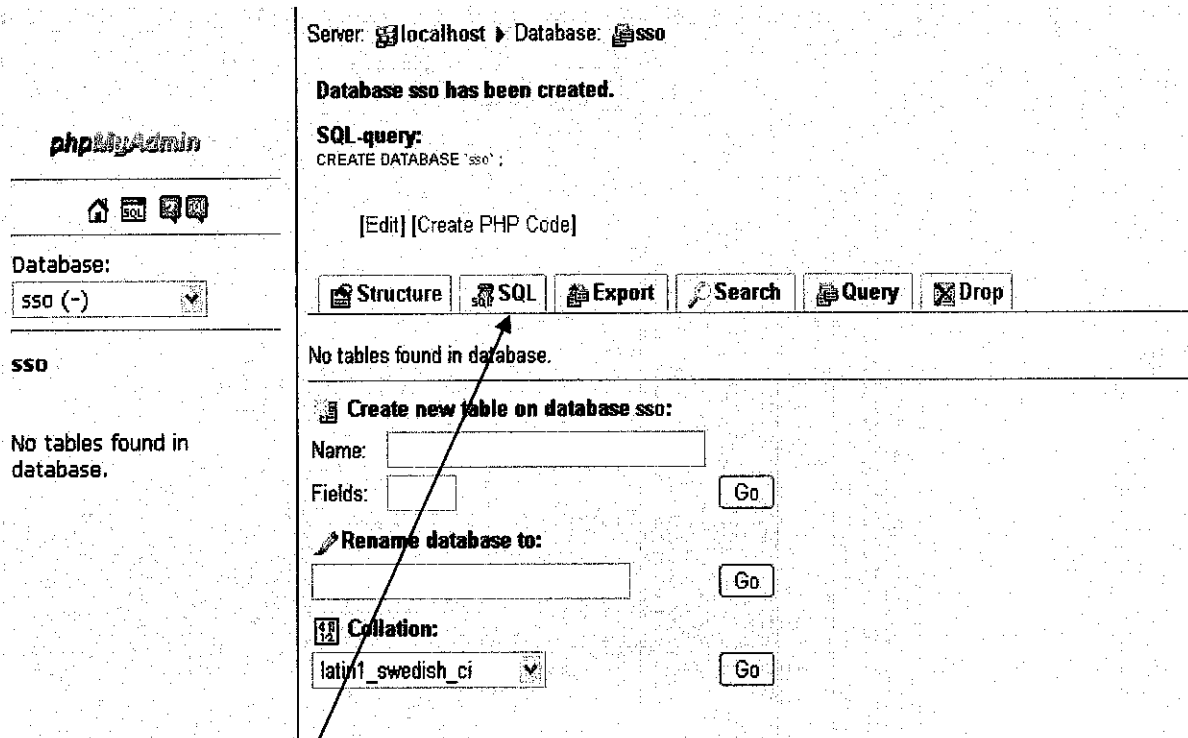 phpMyAdmin
Database:
sso (-)
sso
No tables found in
database.
Server: localhost ▶ Database: sso
Database sso has been created.
SQL-query:
CREATE DATABASE `sso` ;
[Edit] [Create PHP Code]
Structure SQL Export Search Query Drop
No tables found in database.
Create new table on database sso:
Name:
Fields: Go
Rename database to:
Go
Collation:
latin1_swedish_ci Go